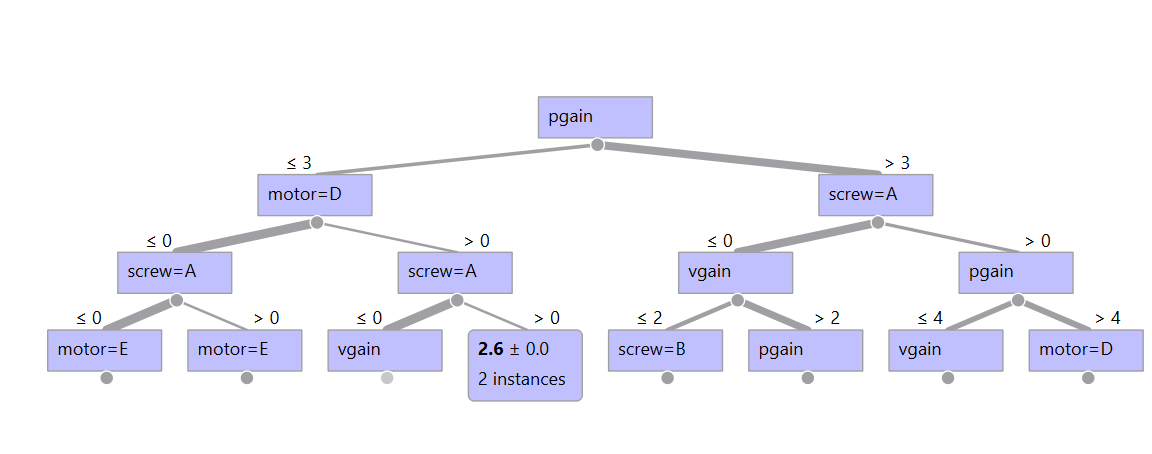 pgain
≤ 3
> 3
motor=D
screw=A
≤ 0
> 0
≤ 0
> 0
screw=A
screw=A
vgain
pgain
≤ 0
> 0
≤ 0
> 0
≤ 2
> 2
≤ 4
> 4
motor=E
motor=E
vgain
2.6 ± 0.0
2 instances
screw=B
pgain
vgain
motor=D